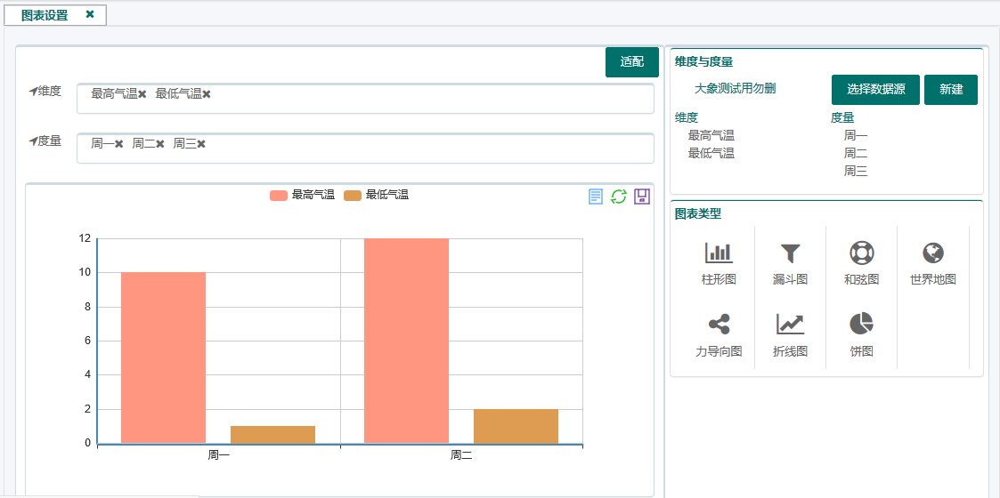 图表设置 ✖
适配
维度
最高气温✖ 最低气温✖
度量
周一✖ 周二✖ 周三✖
最高气温 最低气温
12
10
8
6
4
2
0
周一 周二
维度与度量
大象测试用勿删 选择数据源 新建
维度 度量
最高气温 周一
最低气温 周二
周三
图表类型
柱形图 漏斗图 和弦图 世界地图
力导向图 折线图 饼图